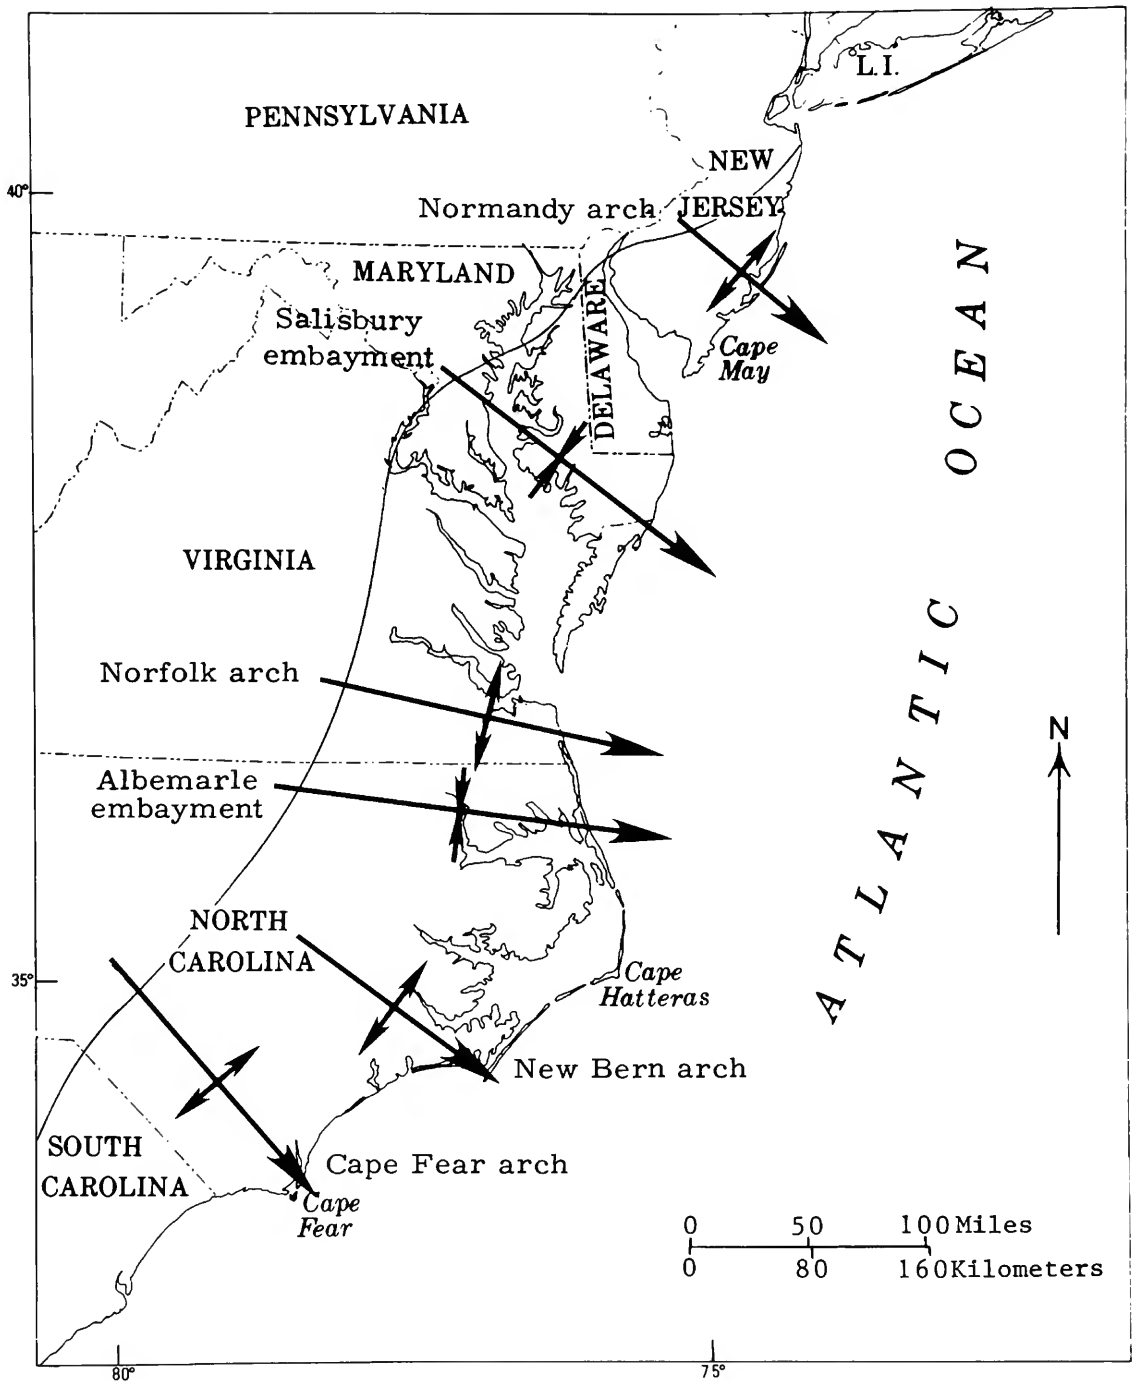 L.I.
PENNSYLVANIA
NEW
40°
Normandy arch
JERSEY
MARYLAND
Salisbury
embayment
DELAWARE
Cape
May
ATLANTIC OCEAN
VIRGINIA
Norfolk arch
N
Albemarle
embayment
NORTH
CAROLINA
35°
Cape
Hatteras
New Bern arch
SOUTH
CAROLINA
Cape Fear arch
Cape
Fear
0 50 100 Miles
0 80 160 Kilometers
80° 75°